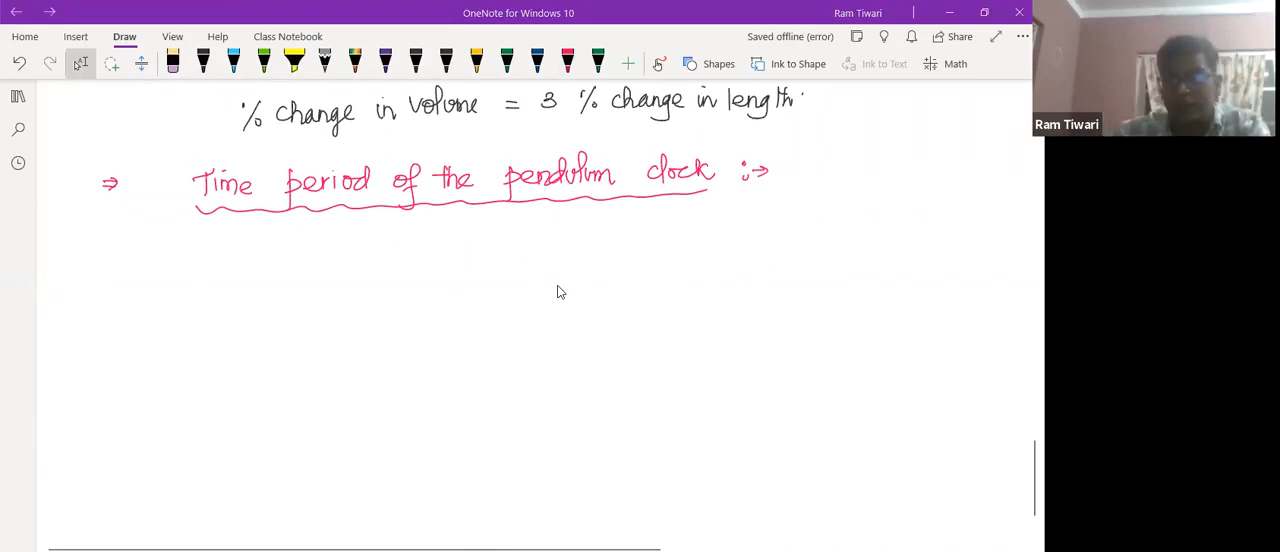 OneNote for Windows 10
Ram Tiwari
Home Insert Draw View Help Class Notebook
Saved offline (error) Share
Shapes Ink to Shape Ink to Text Math
Ram Tiwari
% change in volume = 3 % change in length.
⇒ Time period of the pendulum clock :→